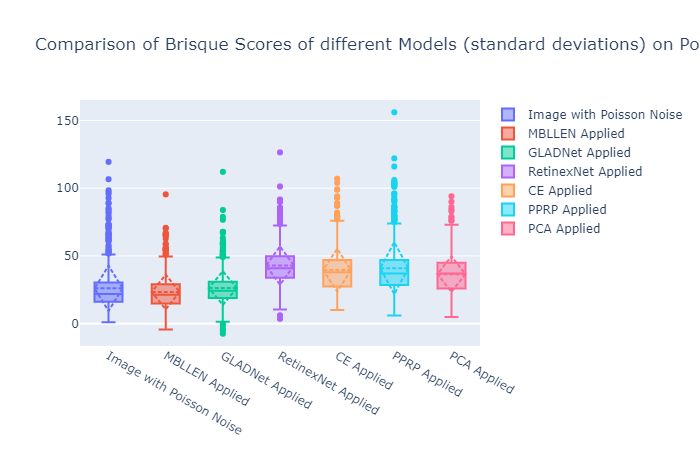 Comparison of Brisque Scores of different Models (standard deviations) on Po
150
100
50
0
Image with Poisson Noise
MBLLEN Applied
GLADNet Applied
RetinexNet Applied
CE Applied
PPRP Applied
PCA Applied
Image with Poisson Noise
MBLLEN Applied
GLADNet Applied
RetinexNet Applied
CE Applied
PPRP Applied
PCA Applied